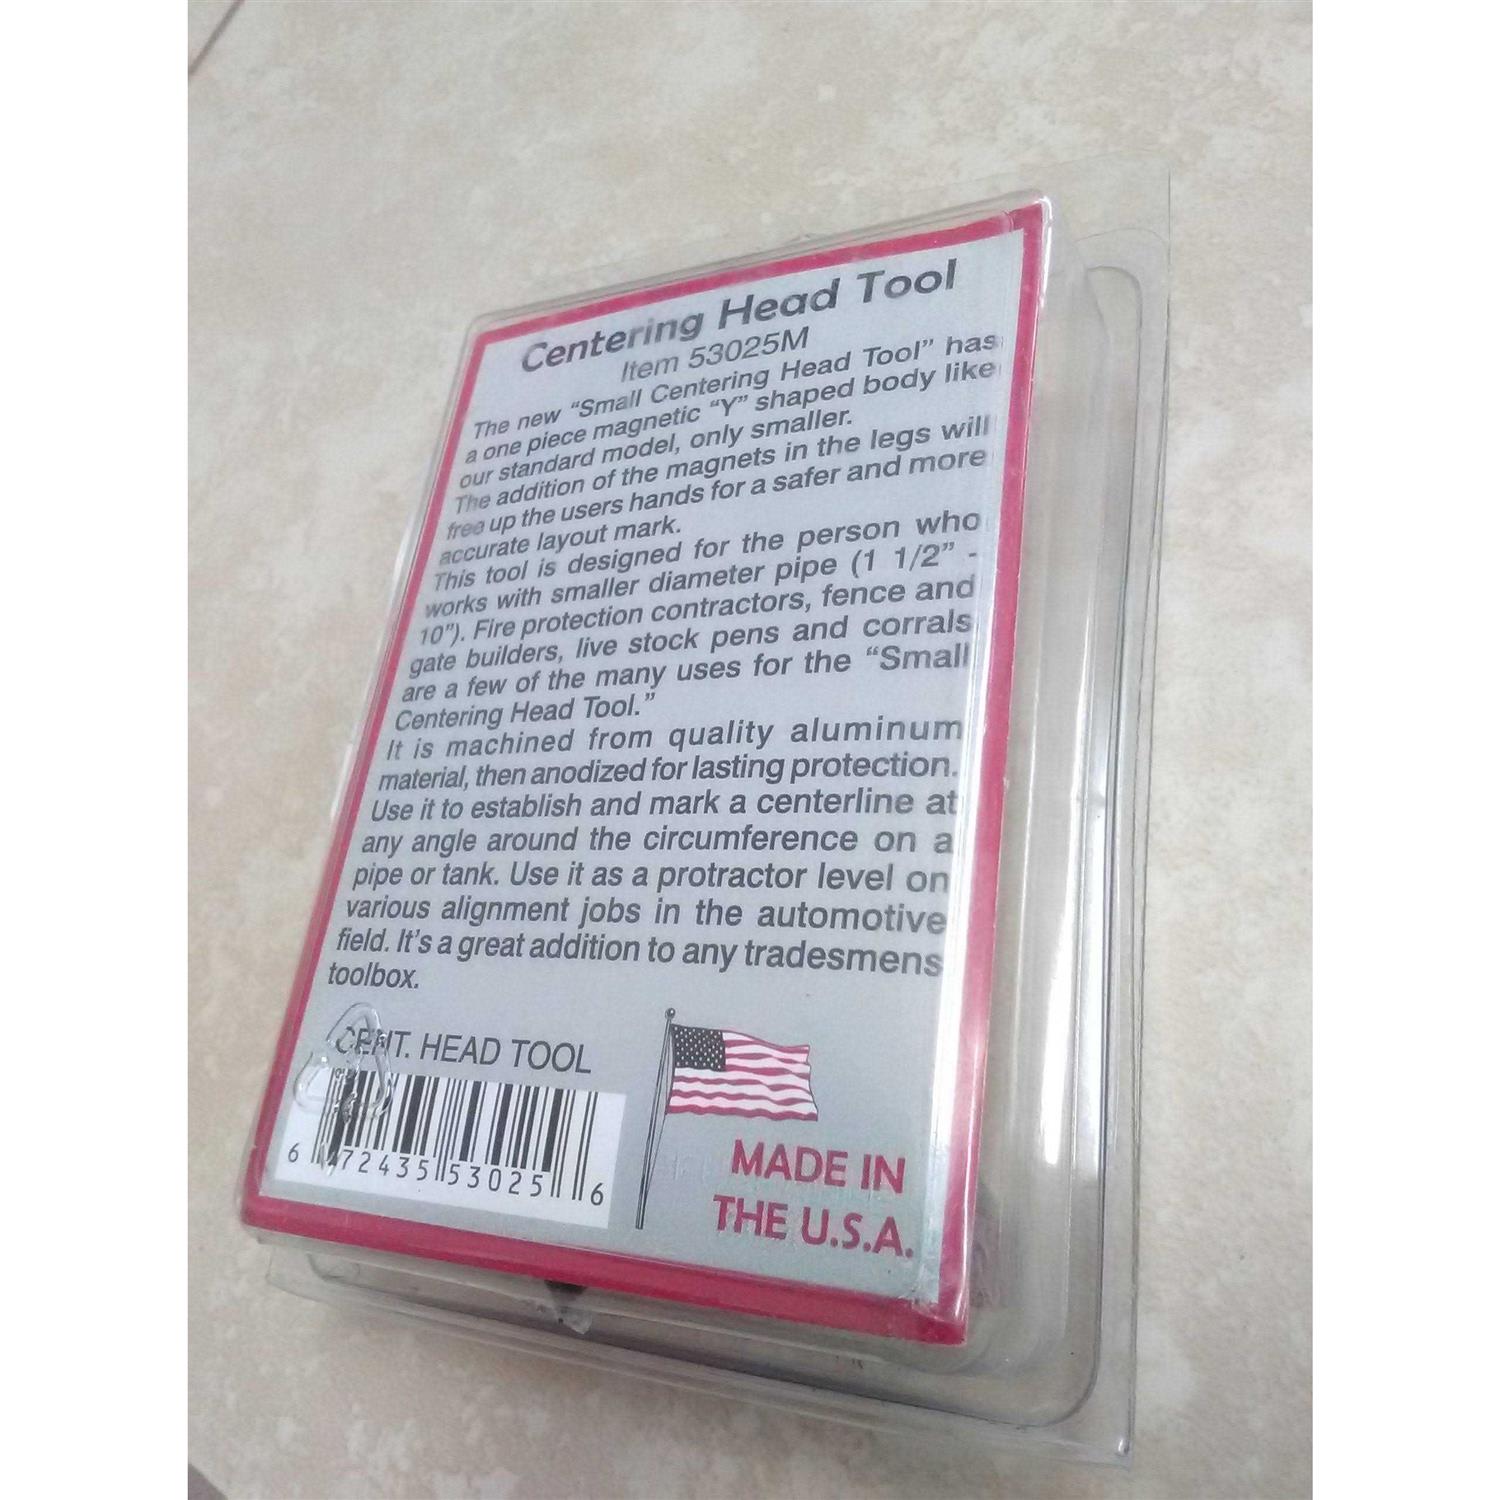 Centering Head Tool
Item 53025M
The new “Small Centering Head Tool” has
a one piece magnetic “Y” shaped body like
our standard model, only smaller.
The addition of the magnets in the legs will
free up the users hands for a safer and more
accurate layout mark.
This tool is designed for the person who
works with smaller diameter pipe (1 1/2” -
10”). Fire protection contractors, fence and
gate builders, live stock pens and corrals
are a few of the many uses for the “Small
Centering Head Tool.”
It is machined from quality aluminum
material, then anodized for lasting protection.
Use it to establish and mark a centerline at
any angle around the circumference on a
pipe or tank. Use it as a protractor level on
various alignment jobs in the automotive
field. It’s a great addition to any tradesmens
toolbox.
CENT. HEAD TOOL
6 72435 53025 6
MADE IN
THE U.S.A.